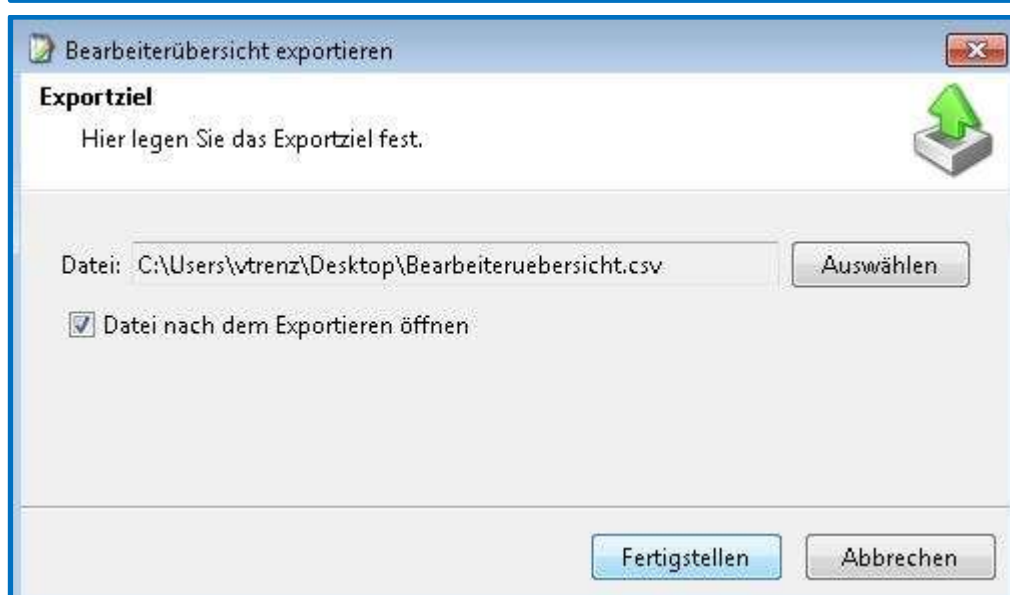 Bearbeiterübersicht exportieren
Exportziel
Hier legen Sie das Exportziel fest.
Datei: C:\Users\vtrenz\Desktop\Bearbeiteruebersicht.csv Auswählen
Datei nach dem Exportieren öffnen
Fertigstellen Abbrechen